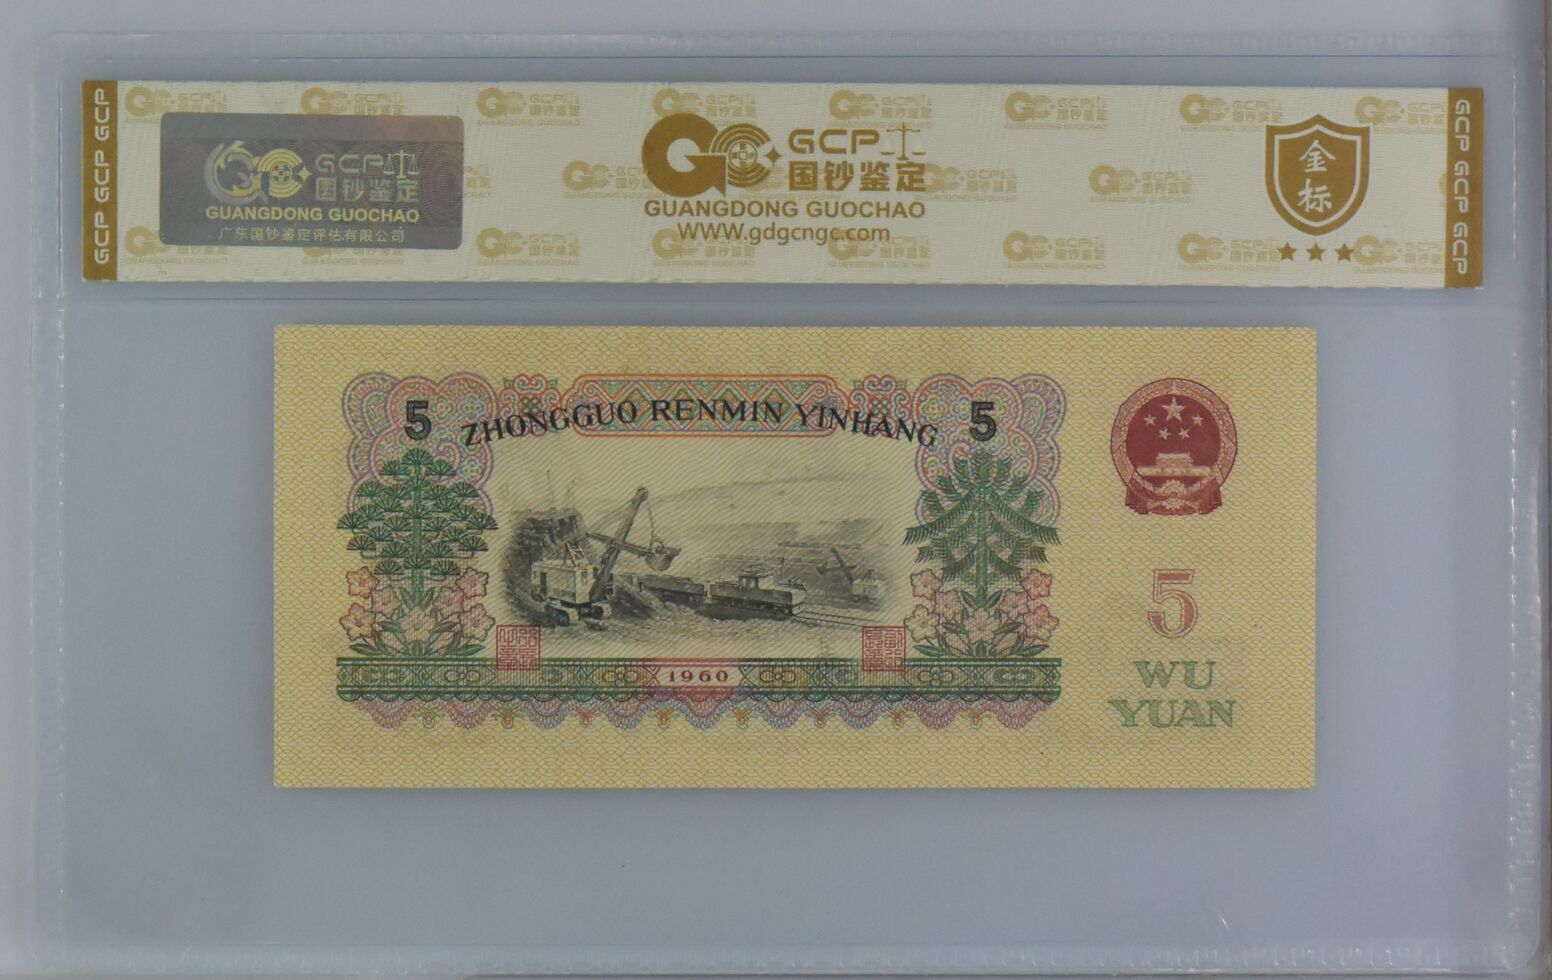 GCP GCP GCP
GCP
国钞鉴定
GUANGDONG GUOCHAO
广东国钞鉴定评估有限公司
GCP
国钞鉴定
GUANGDONG GUOCHAO
WWW.gdgcngc.com
金
标
GCP GCP GCP
5
ZHONGGUO RENMIN YINHANG
5
1960
5
WU
YUAN